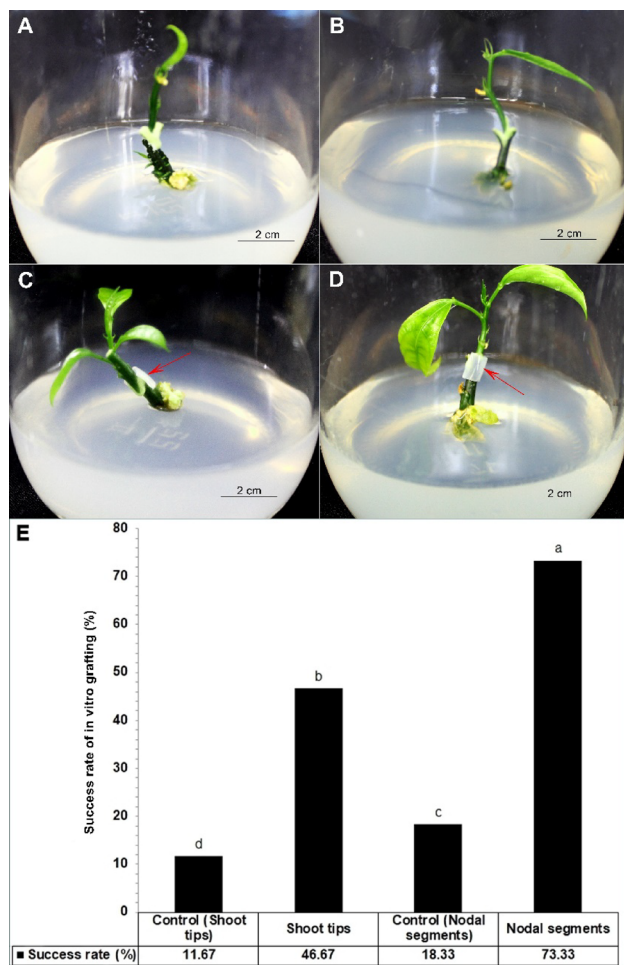 A
B
2 cm
2 cm
C
D
2 cm
2 cm
E
Success rate of in vitro grafting (%)
80
70
60
50
40
30
20
10
0
d
b
c
a
Control (Shoot tips)
Shoot tips
Control (Nodal segments)
Nodal segments
Success rate (%)
11.67
46.67
18.33
73.33